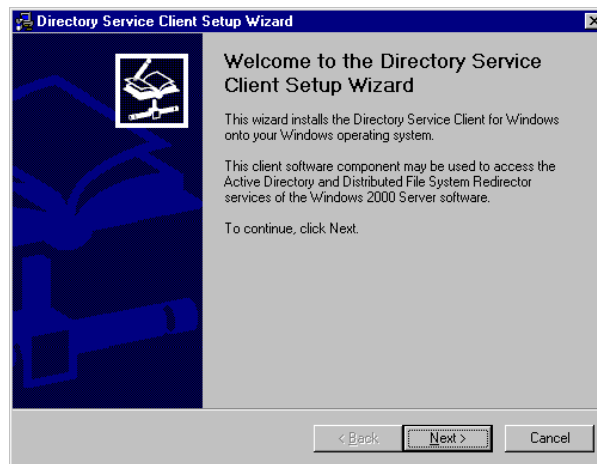 Directory Service Client Setup Wizard
Welcome to the Directory Service
Client Setup Wizard
This wizard installs the Directory Service Client for Windows
onto your Windows operating system.
This client software component may be used to access the
Active Directory and Distributed File System Redirector
services of the Windows 2000 Server software.
To continue, click Next.
< Back
Next >
Cancel